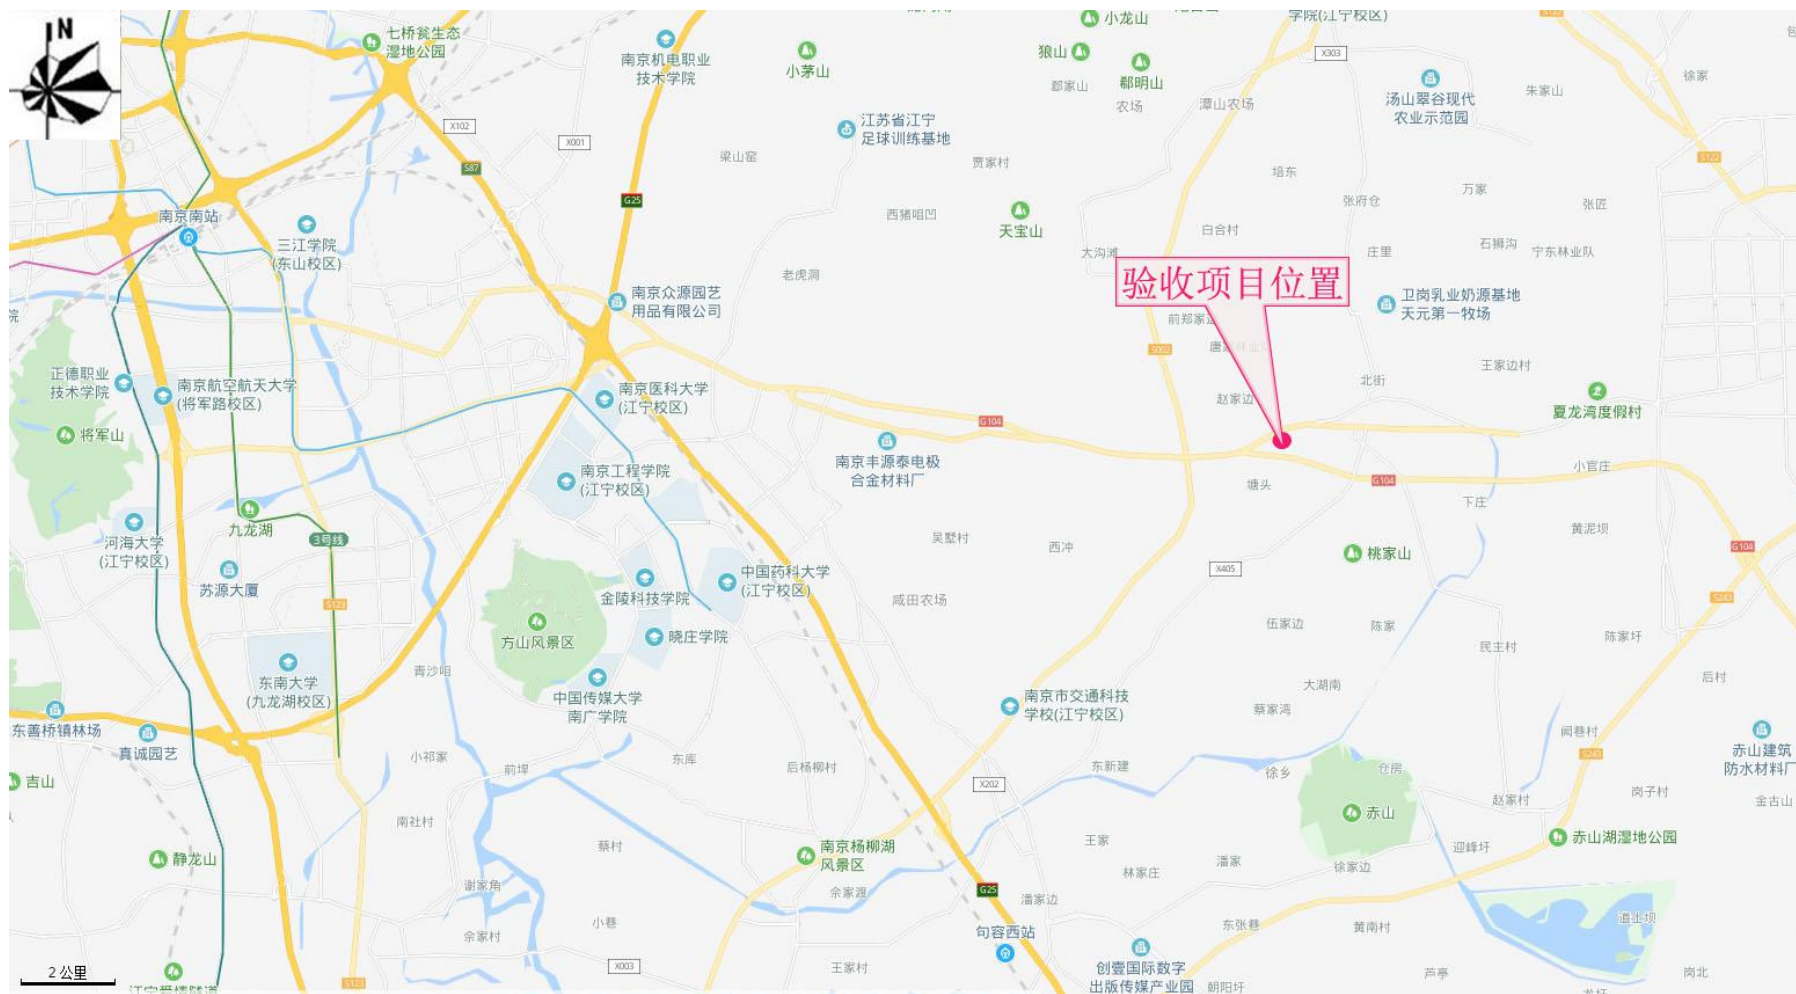 N
七桥瓮生态
湿地公园
南京机电职业
技术学院
小茅山
小龙山
狼山
郗家山
郗明山
农场
学院(江宁校区)
X303
S122
潭山农场
汤山翠谷现代
农业示范园
朱家山
徐家
X102
X001
S87
G25
江苏省江宁
足球训练基地
梁山窑
贾家村
培东
S122
张府仓
万家
张匠
西猪咀凹
天宝山
白合村
大沟滩
庄里
石狮沟
宁东林业队
南京南站
三江学院
(东山校区)
老虎洞
验收项目位置
卫岗乳业奶源基地
天元第一牧场
南京众源园艺
用品有限公司
院
前郑家边
S002
王家边村
北街
赵家边
夏龙湾度假村
正德职业
技术学院
南京航空航天大学
(将军路校区)
南京医科大学
(江宁校区)
将军山
G104
南京丰源泰电极
合金材料厂
南京工程学院
(江宁校区)
塘头
G104
小官庄
下庄
黄泥坝
九龙湖
3号线
河海大学
(江宁校区)
苏源大厦
吴墅村
西冲
桃家山
X405
G104
中国药科大学
(江宁校区)
金陵科技学院
咸田农场
S243
S123
方山风景区
晓庄学院
伍家边
陈家
民主村
陈家圩
青沙咀
东南大学
(九龙湖校区)
中国传媒大学
南广学院
南京市交通科技
学校(江宁校区)
大湖南
蔡家湾
后村
东善桥镇林场
真诚园艺
阙巷村
S243
赤山建筑
防水材料厂
小祁家
前垾
东库
后杨柳村
东新建
徐乡
仓房
吉山
X202
赵家村
岗子村
金古山
赤山
南社村
蔡村
王家
赤山湖湿地公园
静龙山
南京杨柳湖
风景区
潘家
迎峰圩
林家庄
徐家边
谢家角
佘家渡
G25
潘家边
小巷
东张巷
黄南村
道士坝
佘家村
句容西站
2 公里
X003
王家村
创壹国际数字
出版传媒产业园
芦亭
岗北
朝阳圩
S123
江宁爱情隧道